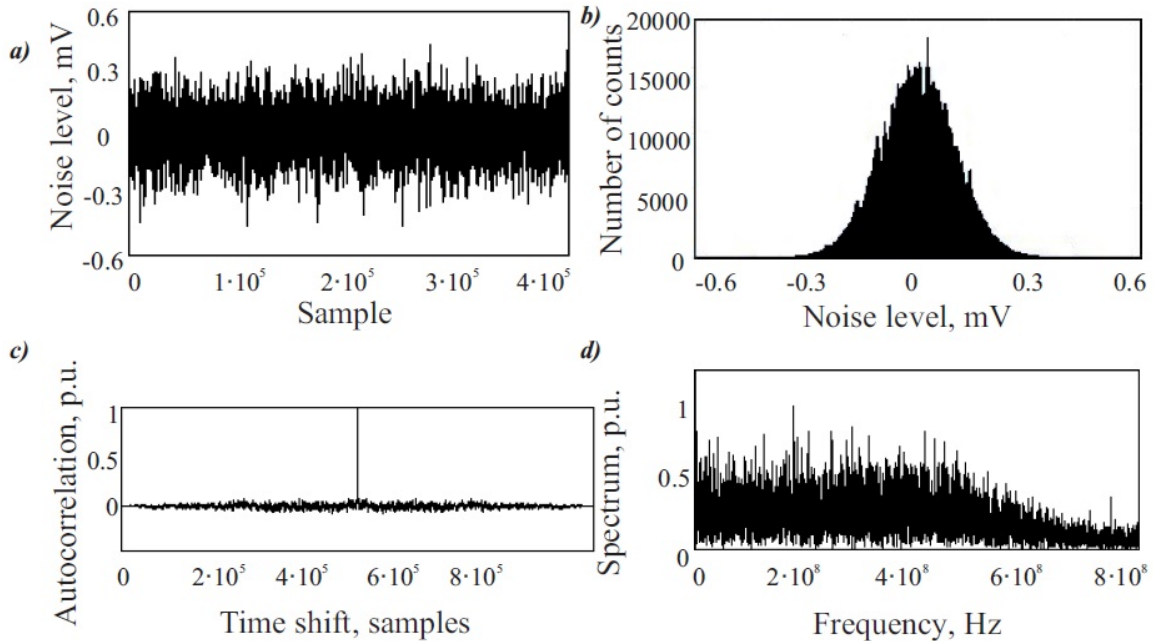 a)
Noise level, mV
0.6
0.3
0
-0.3
-0.6
0 1·10⁵ 2·10⁵ 3·10⁵ 4·10⁵
Sample
b)
Number of counts
20000
15000
10000
5000
0
-0.6 -0.3 0 0.3 0.6
Noise level, mV
c)
Autocorrelation, p.u.
1
0.5
0
0 2·10⁵ 4·10⁵ 6·10⁵ 8·10⁵
Time shift, samples
d)
Spectrum, p.u.
1
0.5
0
0 2·10⁸ 4·10⁸ 6·10⁸ 8·10⁸
Frequency, Hz